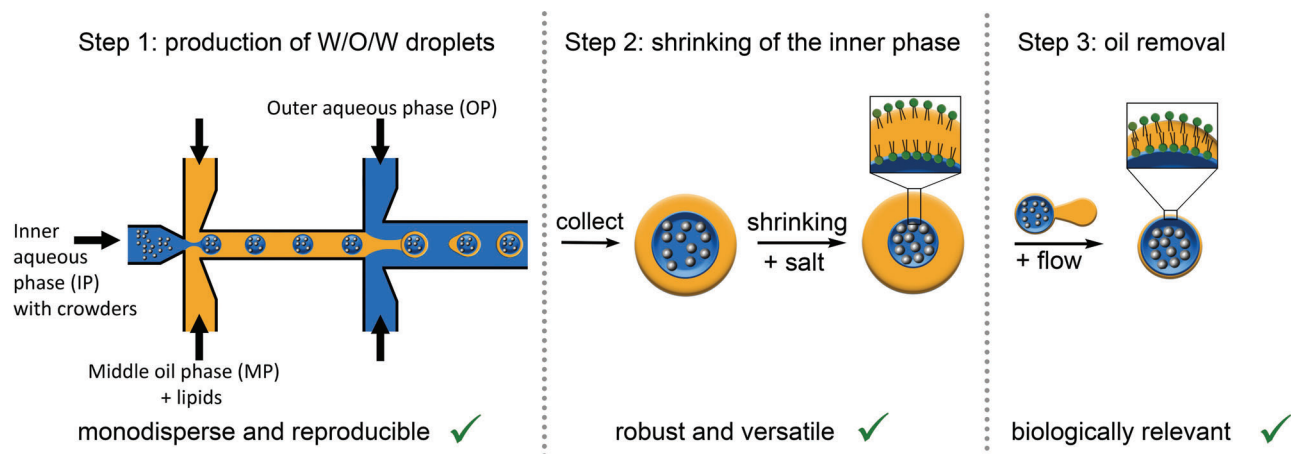 Step 1: production of W/O/W droplets
Outer aqueous phase (OP)
Inner
aqueous
phase (IP)
with crowders
Middle oil phase (MP)
+ lipids
monodisperse and reproducible
Step 2: shrinking of the inner phase
collect
shrinking
+ salt
robust and versatile
Step 3: oil removal
+ flow
biologically relevant